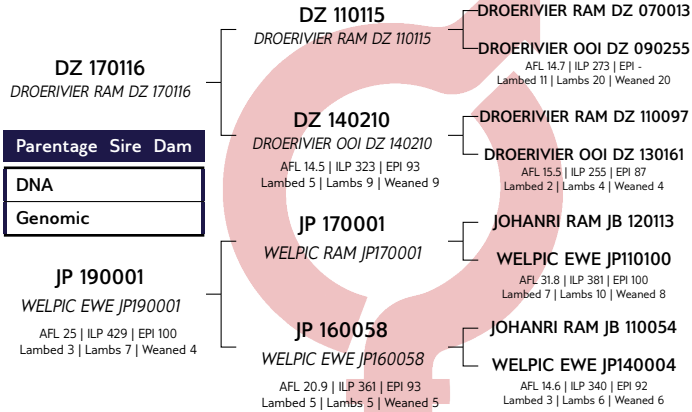 DZ 170116
DROERIVIER RAM DZ 170116
Parentage Sire Dam
DNA
Genomic
JP 190001
WELPIC EWE JP190001
AFL 25 | ILP 429 | EPI 100
Lambed 3 | Lambs 7 | Weaned 4
DZ 110115
DROERIVIER RAM DZ 110115
DZ 140210
DROERIVIER OOI DZ 140210
AFL 14.5 | ILP 323 | EPI 93
Lambed 5 | Lambs 9 | Weaned 9
JP 170001
WELPIC RAM JP170001
JP 160058
WELPIC EWE JP160058
AFL 20.9 | ILP 361 | EPI 93
Lambed 5 | Lambs 5 | Weaned 5
DROERIVIER RAM DZ 070013
DROERIVIER OOI DZ 090255
AFL 14.7 | ILP 273 | EPI -
Lambed 11 | Lambs 20 | Weaned 20
DROERIVIER RAM DZ 110097
DROERIVIER OOI DZ 130161
AFL 15.5 | ILP 255 | EPI 87
Lambed 2 | Lambs 4 | Weaned 4
JOHANRI RAM JB 120113
WELPIC EWE JP110100
AFL 31.8 | ILP 381 | EPI 100
Lambed 7 | Lambs 10 | Weaned 8
JOHANRI RAM JB 110054
WELPIC EWE JP140004
AFL 14.6 | ILP 340 | EPI 92
Lambed 3 | Lambs 6 | Weaned 6